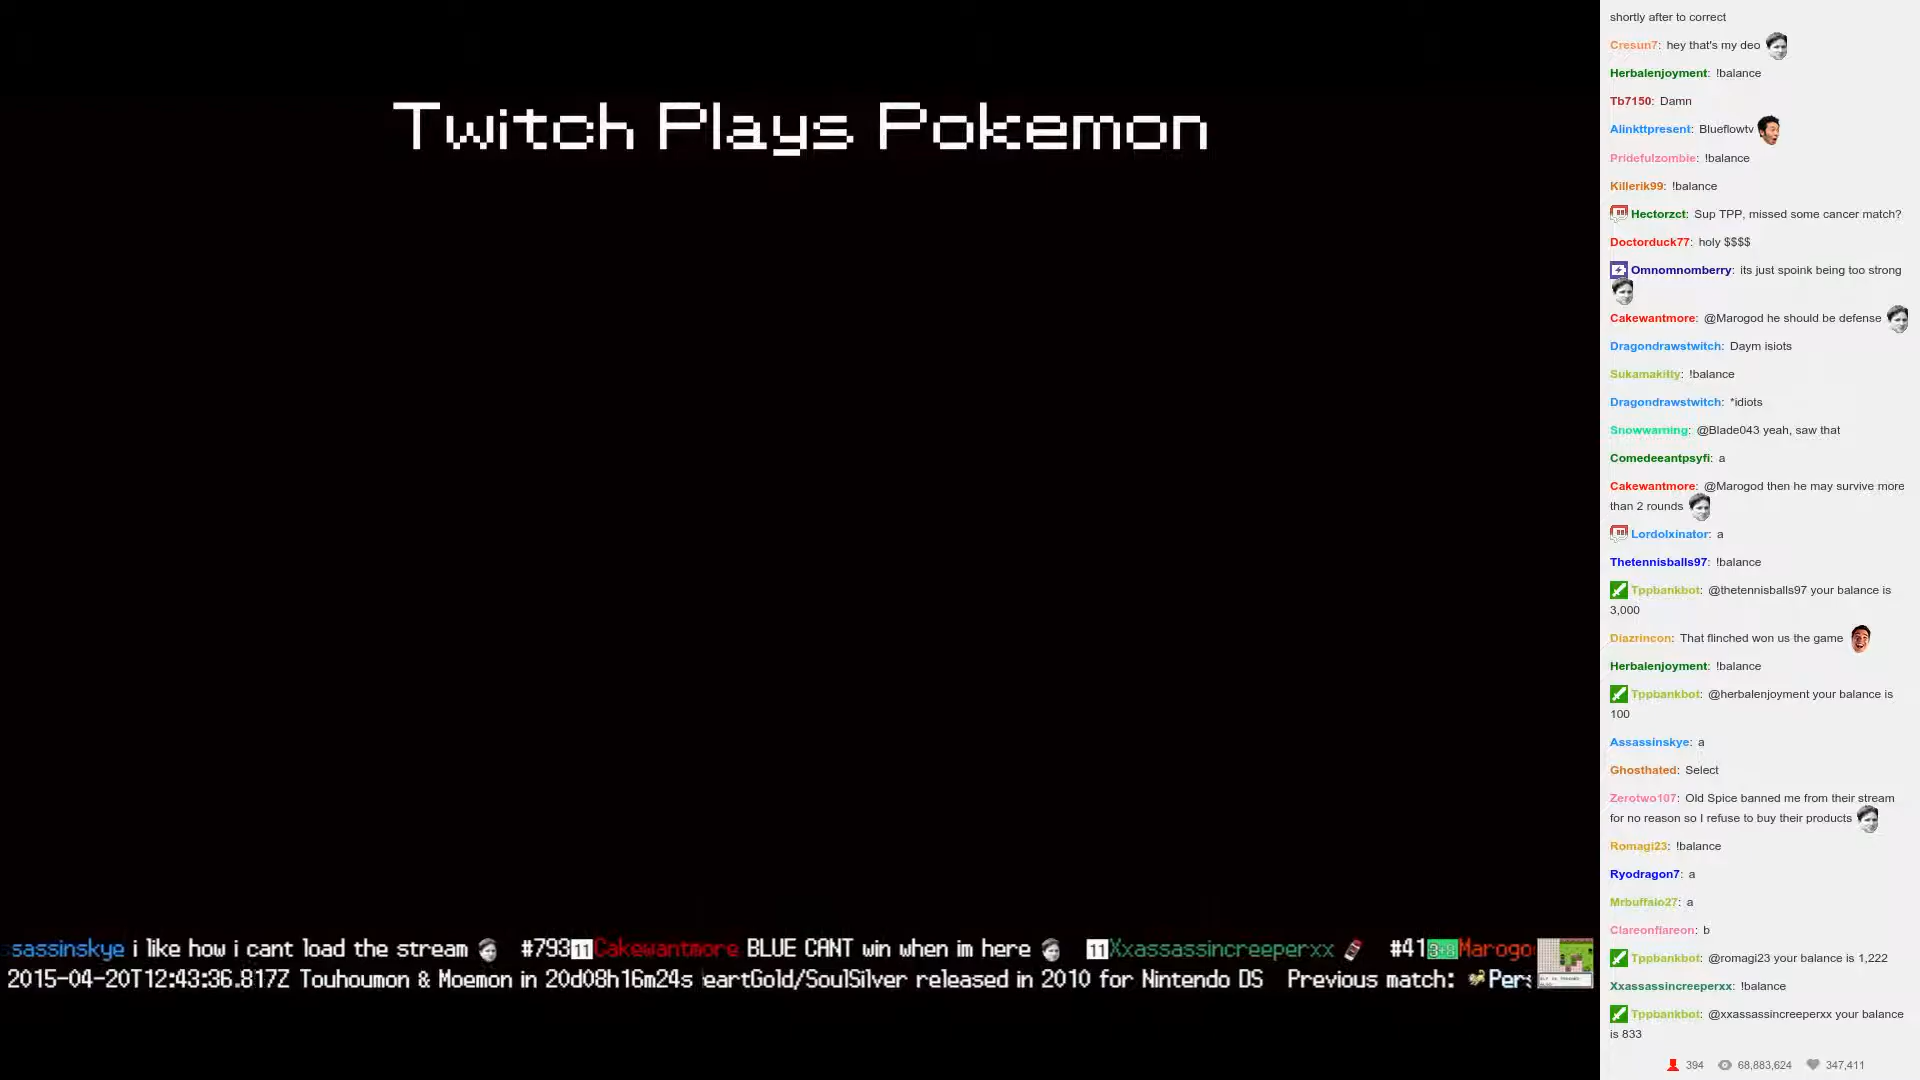 Twitch Plays Pokemon
sassinskye i like how i cant load the stream #793 11 Cakewantmore BLUE CANT win when im here 11 Xxassassincreeperxx #41 3+8 Marogo
2015-04-20T12:43:36.817Z Touhoumon & Moemon in 20d08h16m24s eartGold/SoulSilver released in 2010 for Nintendo DS Previous match: Pers
shortly after to correct
Cresun7: hey that's my deo
Herbalenjoyment: !balance
Tb7150: Damn
Alinkttpresent: Blueflowtv
Pridefulzombie: !balance
Killerik99: !balance
Hectorzct: Sup TPP, missed some cancer match?
Doctorduck77: holy $$$$
Omnomnomberry: its just spoink being too strong
Cakewantmore: @Marogod he should be defense
Dragondrawstwitch: Daym isiots
Sukamakitty: !balance
Dragondrawstwitch: *idiots
Snowwarning: @Blade043 yeah, saw that
Comedeeantpsyfi: a
Cakewantmore: @Marogod then he may survive more
than 2 rounds
Lordolxinator: a
Thetennisballs97: !balance
Tppbankbot: @thetennisballs97 your balance is
3,000
Diazrincon: That flinched won us the game
Herbalenjoyment: !balance
Tppbankbot: @herbalenjoyment your balance is
100
Assassinskye: a
Ghosthated: Select
Zerotwo107: Old Spice banned me from their stream
for no reason so I refuse to buy their products
Romagi23: !balance
Ryodragon7: a
Mrbuffalo27: a
Clareonflareon: b
Tppbankbot: @romagi23 your balance is 1,222
Xxassassincreeperxx: !balance
Tppbankbot: @xxassassincreeperxx your balance
is 833
394 68,883,624 347,411